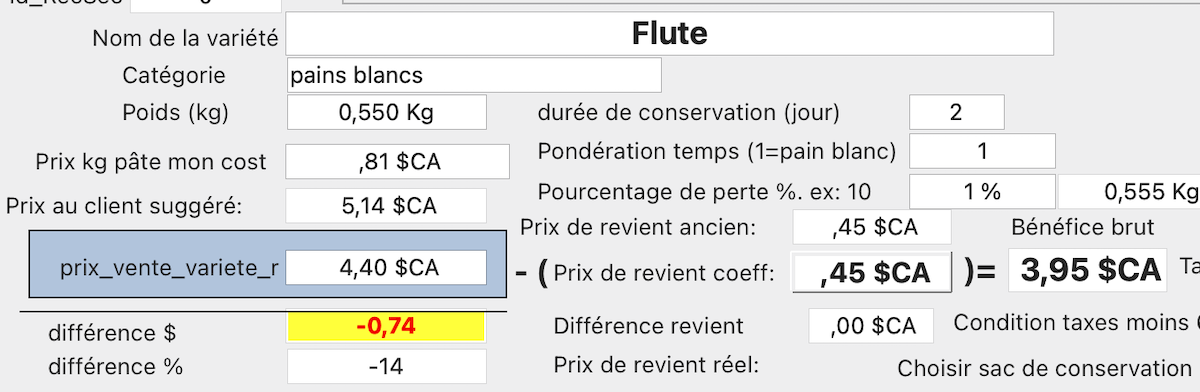 Nom de la variété Flute
Catégorie pains blancs
Poids (kg) 0,550 Kg durée de conservation (jour) 2
Prix kg pâte mon cost ,81 $CA Pondération temps (1=pain blanc) 1
Prix au client suggéré: 5,14 $CA Pourcentage de perte %. ex: 10 1 % 0,555 Kg
Prix de revient ancien: ,45 $CA Bénéfice brut
prix_vente_variete_r 4,40 $CA - ( Prix de revient coeff: ,45 $CA )= 3,95 $CA Ta
différence $ -0,74 Différence revient ,00 $CA Condition taxes moins
différence % -14 Prix de revient réel: Choisir sac de conservation